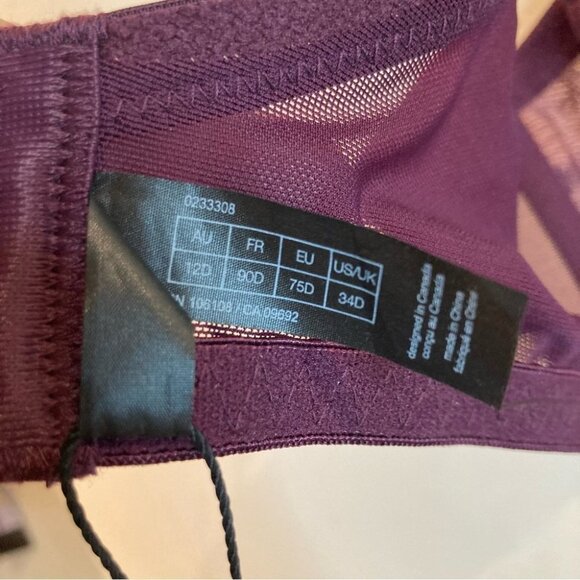 0233308
AU FR EU US/UK
12D 90D 75D 34D
N 106108 / CA 09692
designed in Canada
conçu au Canada
made in China
fabriqué en Chine